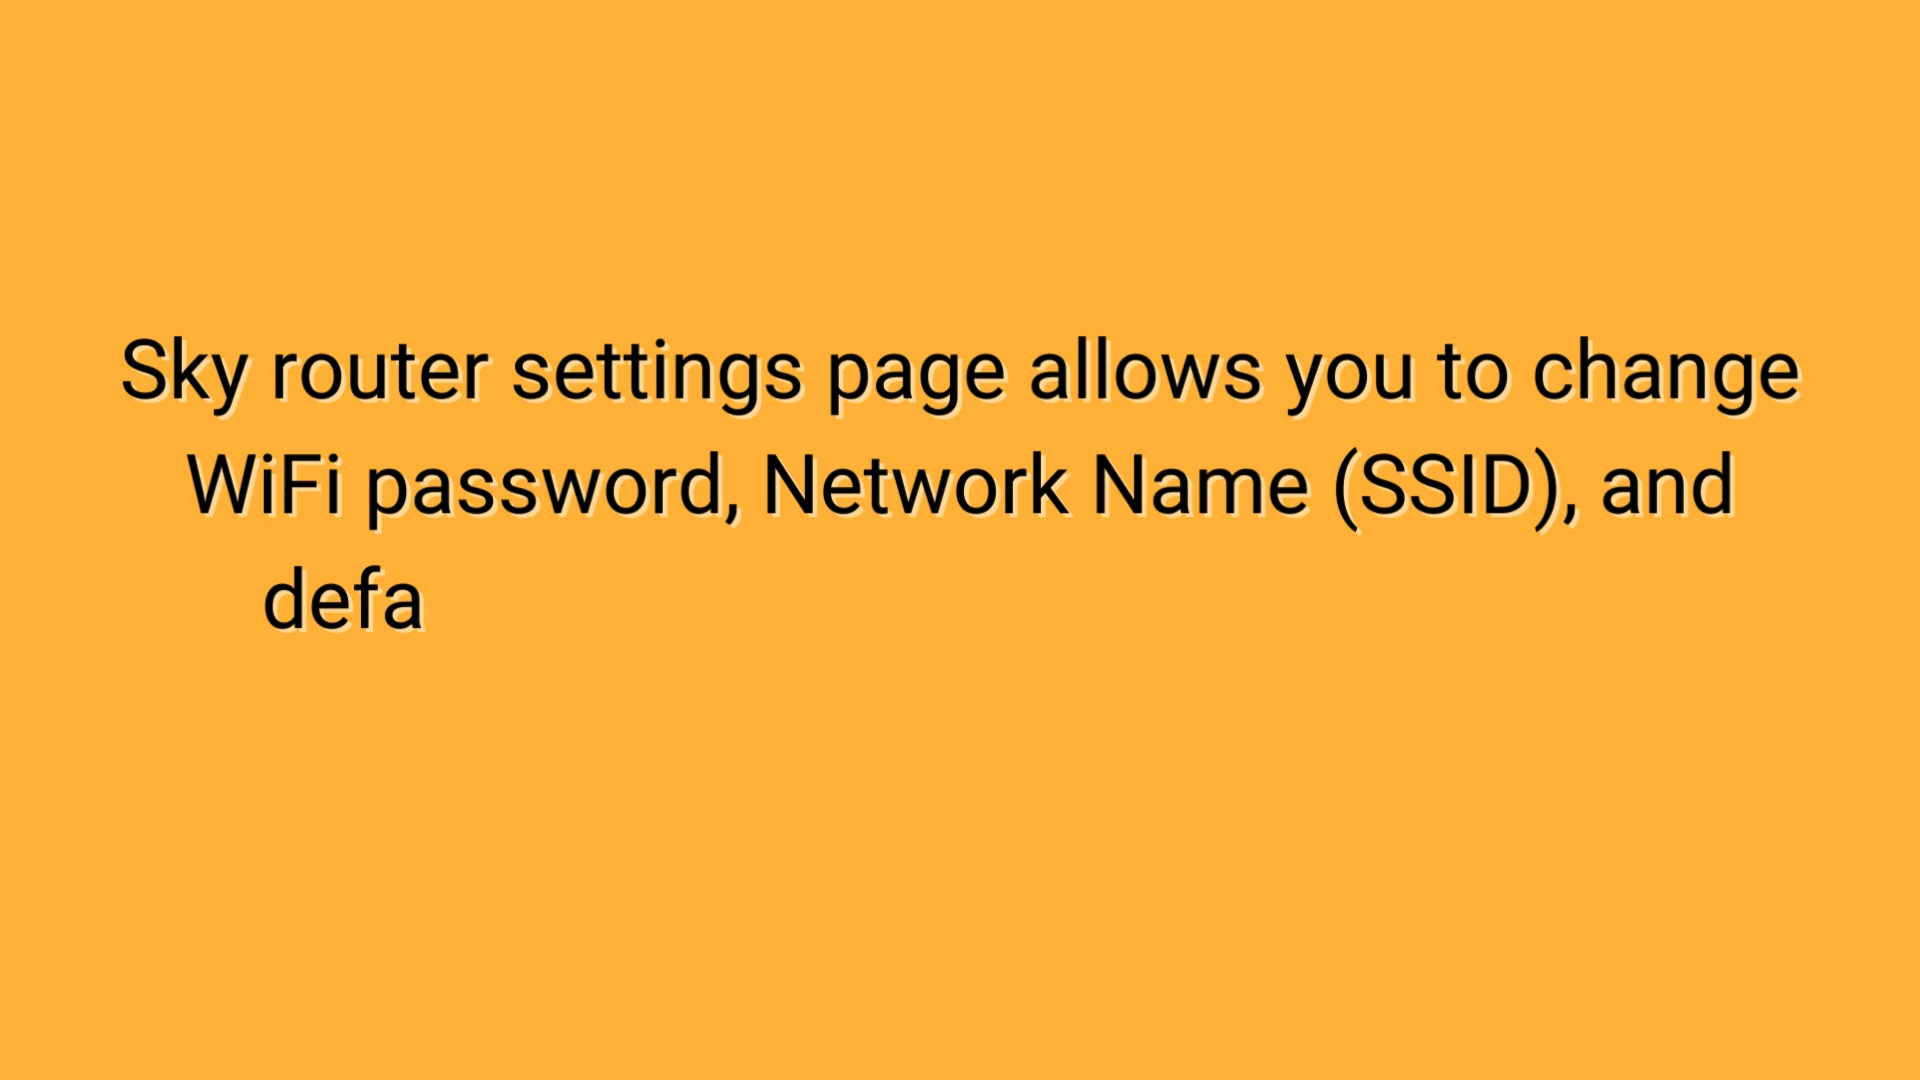 Sky router settings page allows you to change
WiFi password, Network Name (SSID), and
defa